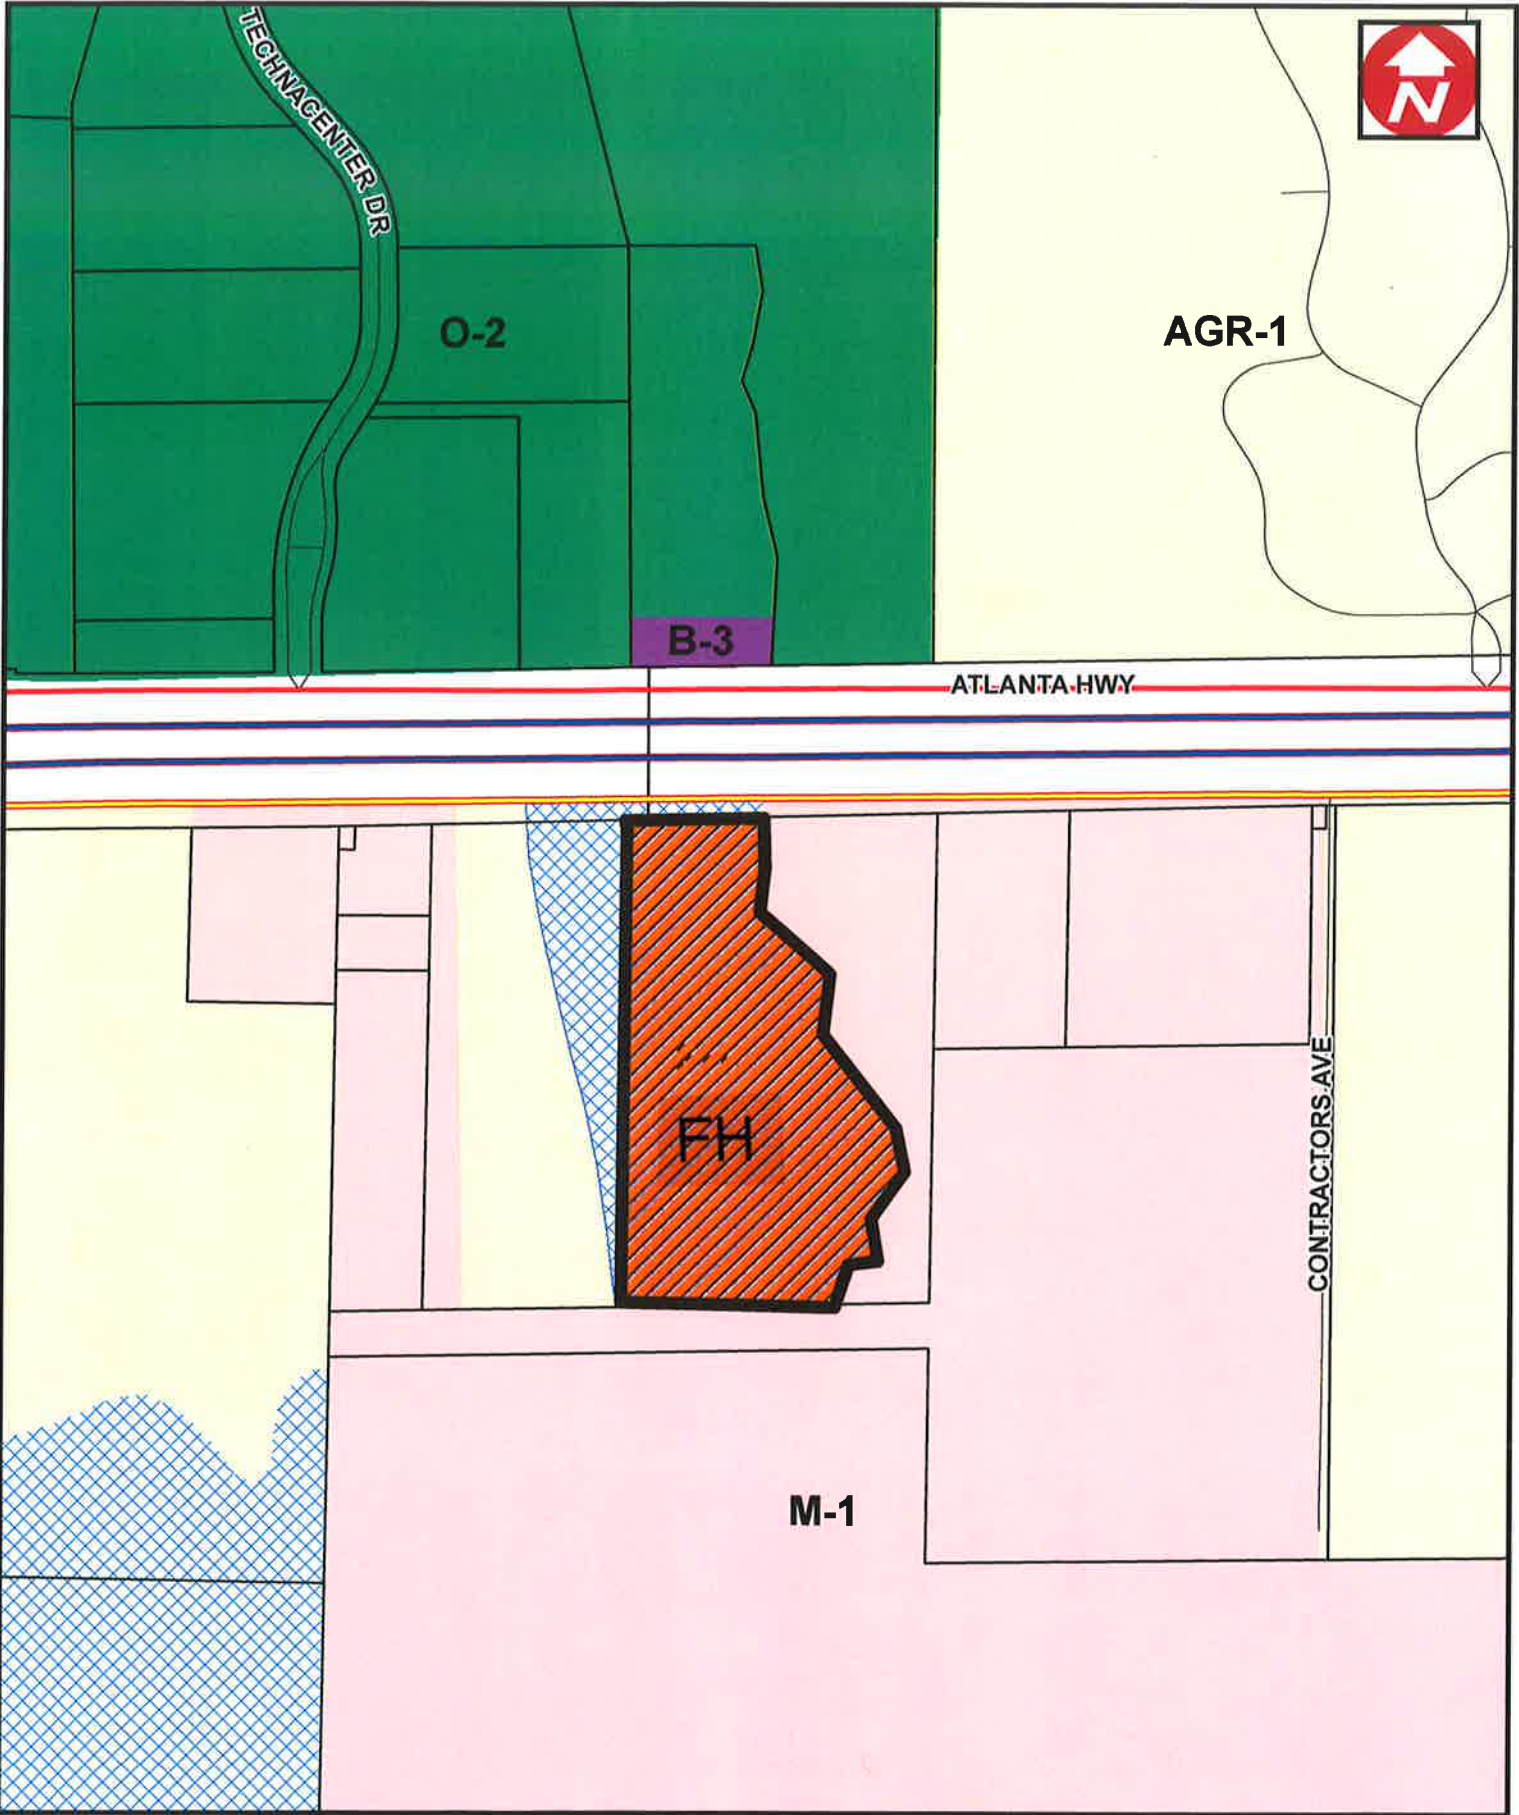 TECHNACENTER DR
N
O-2
AGR-1
B-3
ATLANTA HWY
FH
CONTRACTORS AVE
M-1